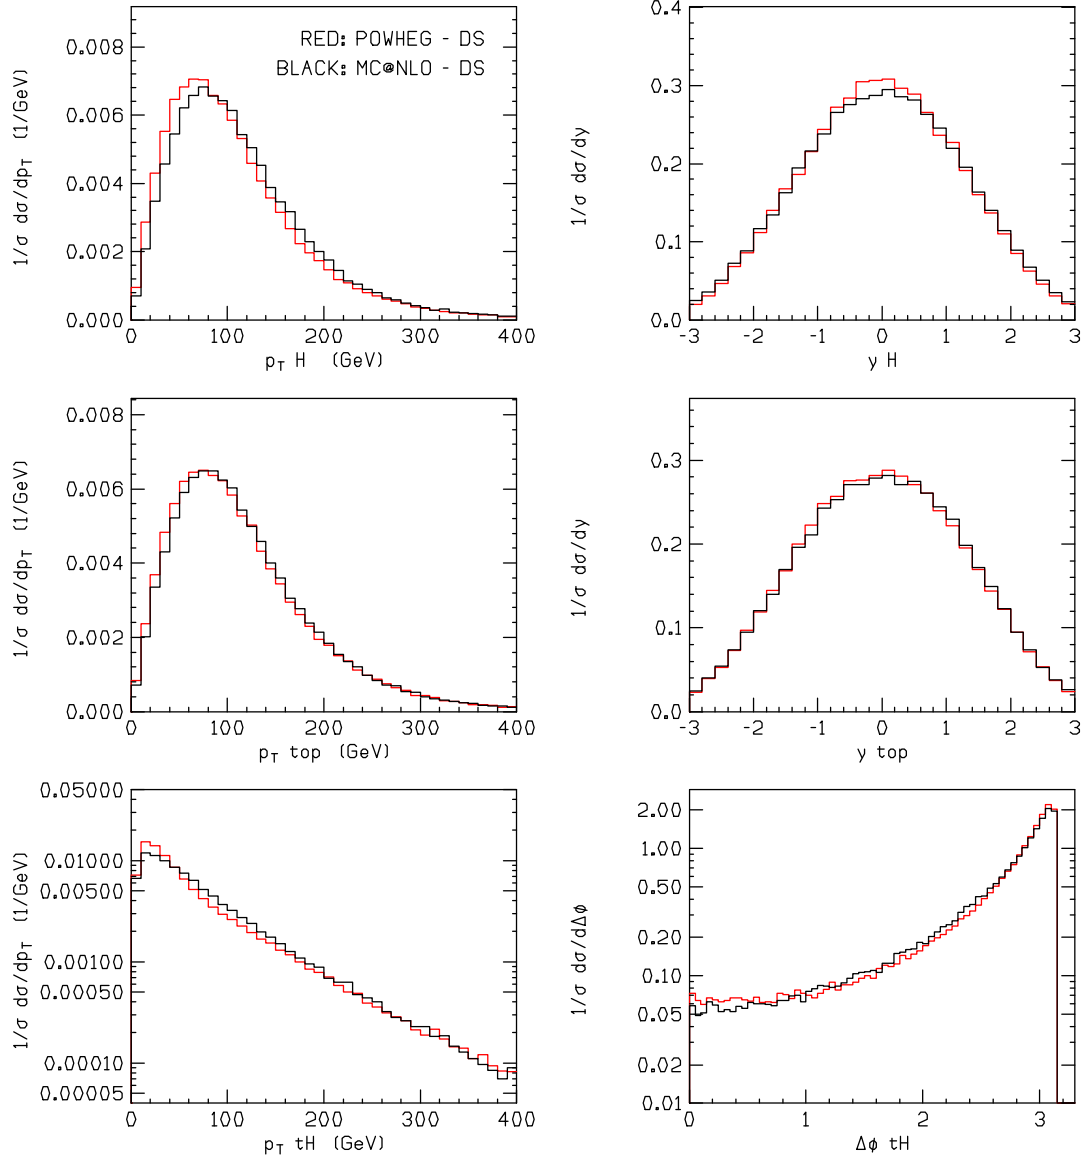 RED: POWHEG - DS
BLACK: MC@NLO - DS
1/σ dσ/dp_T (1/GeV)
0.008
0.006
0.004
0.002
0.000
0 100 200 300 400
p_T H (GeV)
1/σ dσ/dy
0.4
0.3
0.2
0.1
0.0
-3 -2 -1 0 1 2 3
y H
1/σ dσ/dp_T (1/GeV)
0.008
0.006
0.004
0.002
0.000
0 100 200 300 400
p_T top (GeV)
1/σ dσ/dy
0.3
0.2
0.1
0.0
-3 -2 -1 0 1 2 3
y top
1/σ dσ/dp_T (1/GeV)
0.05000
0.01000
0.00500
0.00100
0.00050
0.00010
0.00005
0 100 200 300 400
p_T tH (GeV)
1/σ dσ/dΔϕ
2.00
1.00
0.50
0.20
0.10
0.05
0.02
0.01
0 1 2 3
Δϕ tH